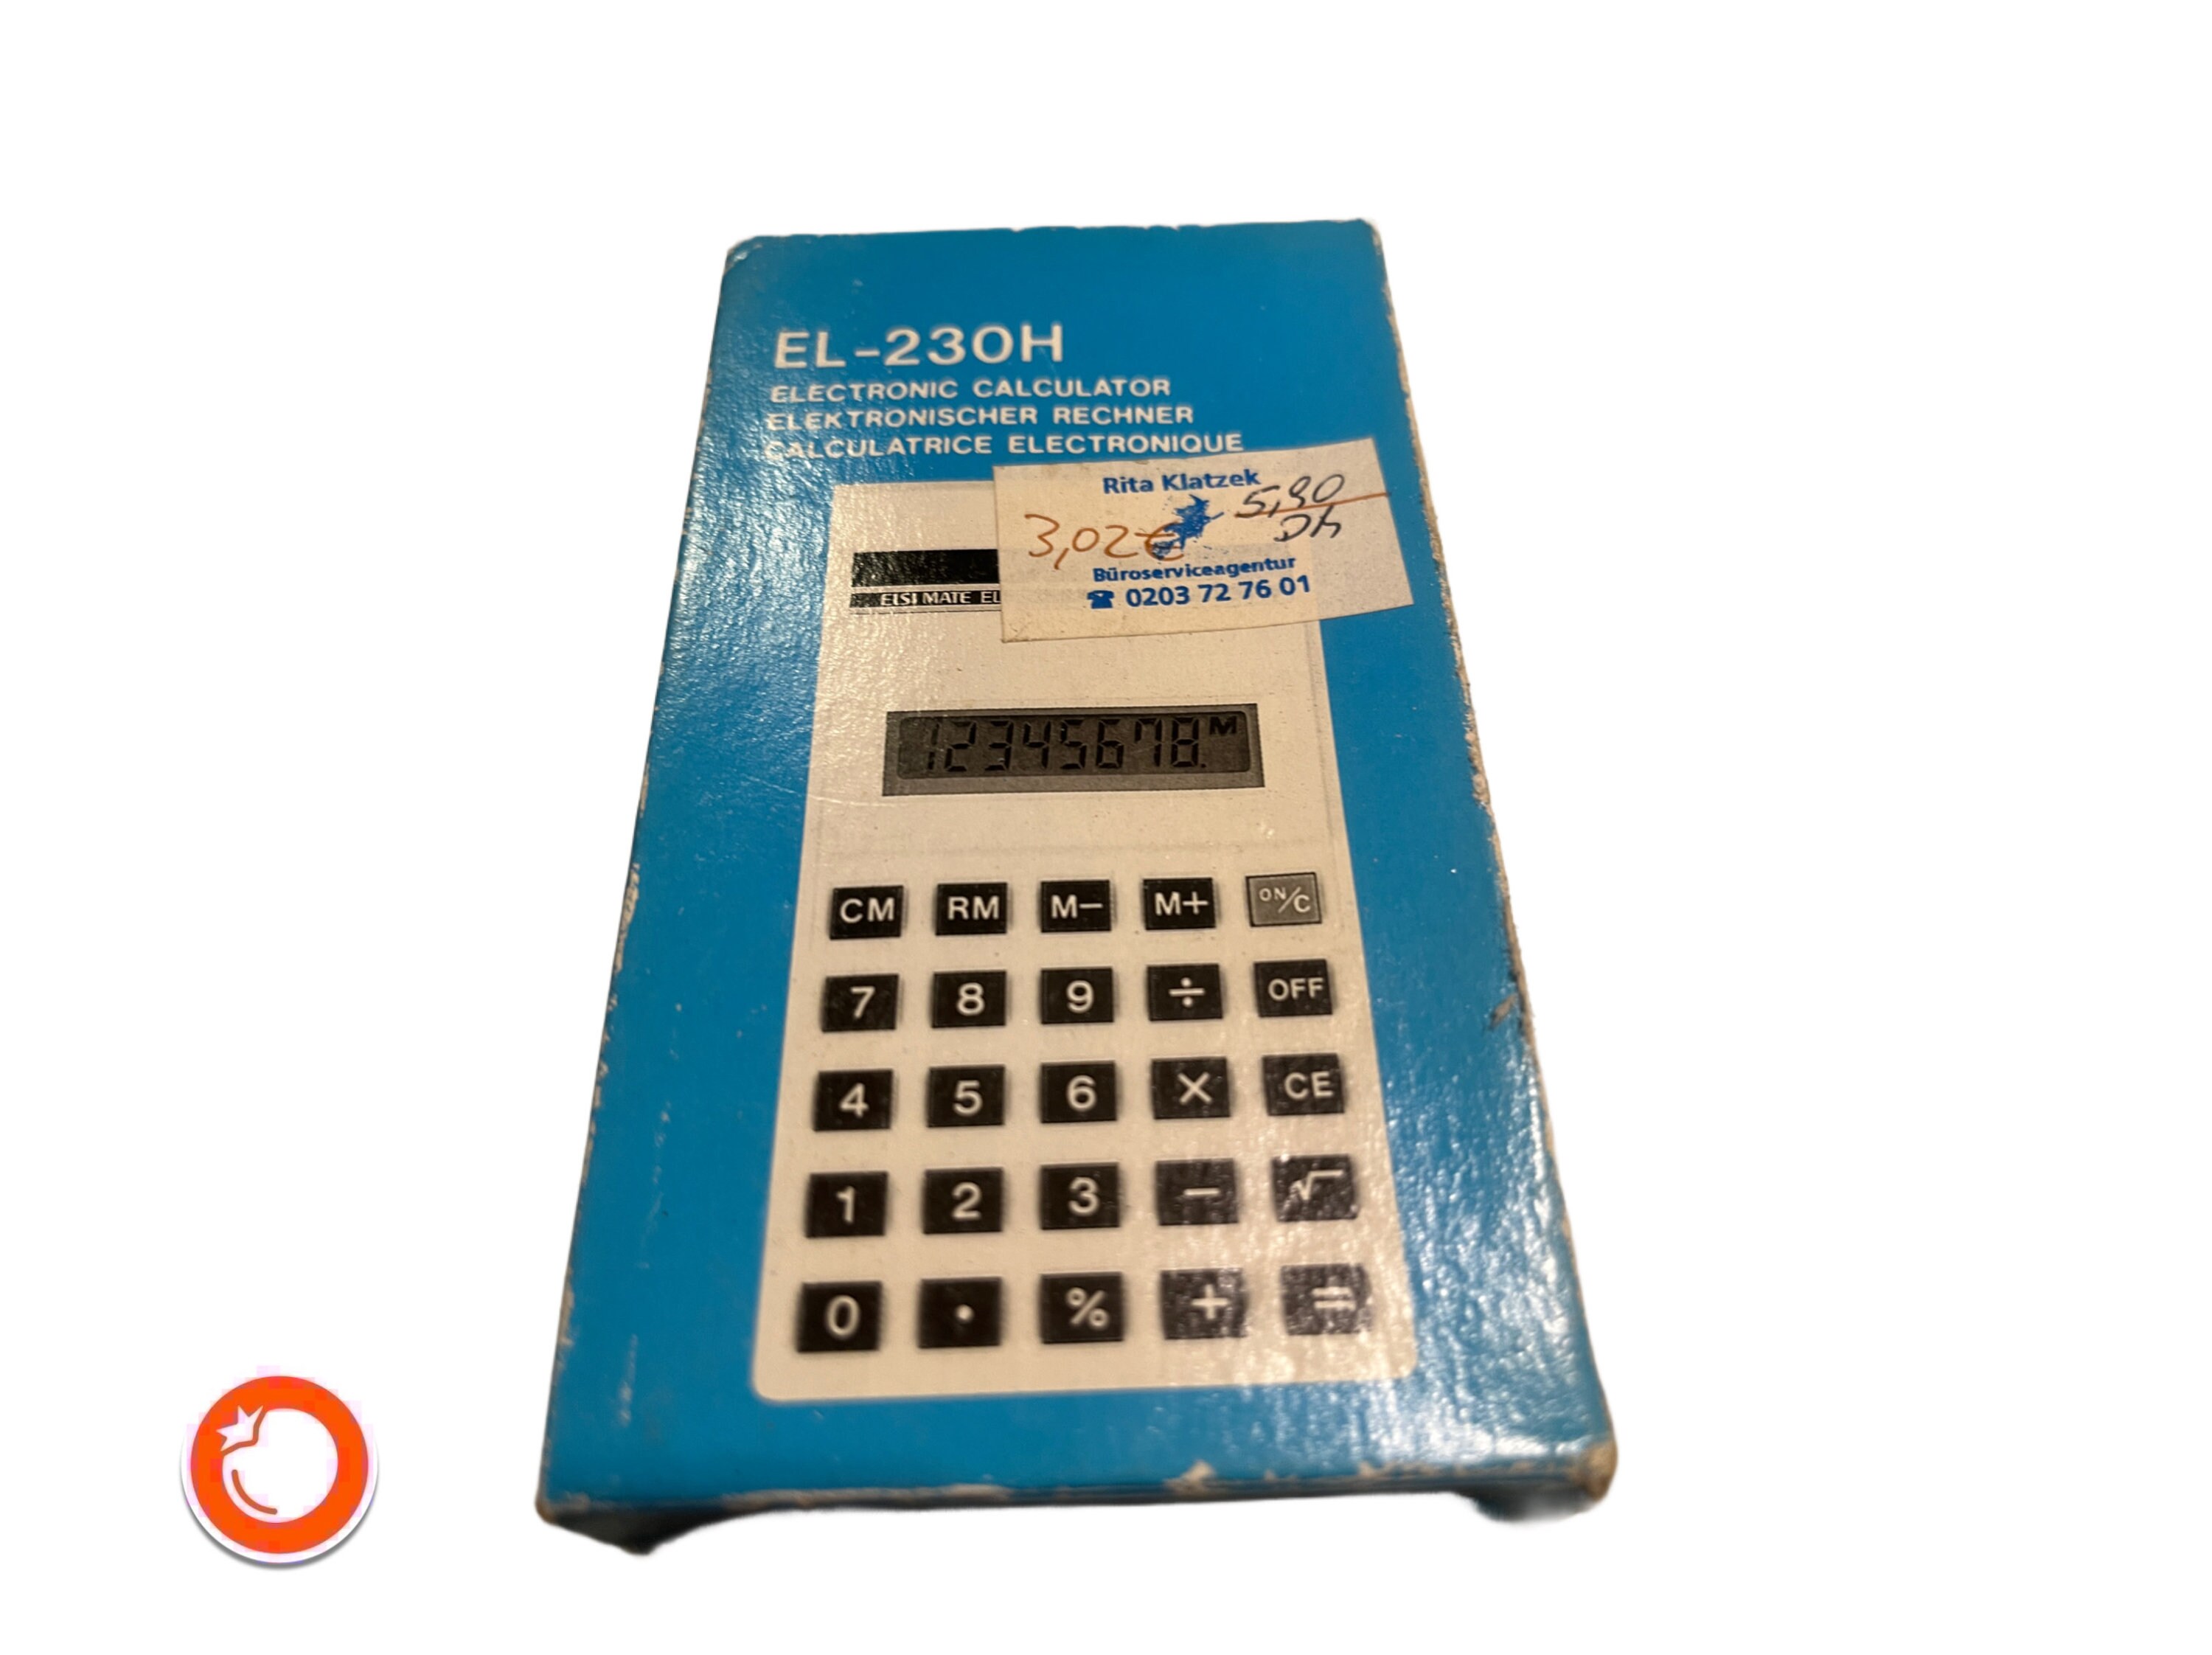 EL-230H
ELECTRONIC CALCULATOR
ELEKTRONISCHER RECHNER
CALCULATRICE ELECTRONIQUE
Rita Klatzek
3,02€ 5,90
Büroserviceagentur
☎ 0203 72 76 01
ELSI MATE EL
12345678. M
CM RM M- M+ ON/C
7 8 9 ÷ OFF
4 5 6 × CE
1 2 3 - √
0 . % + =